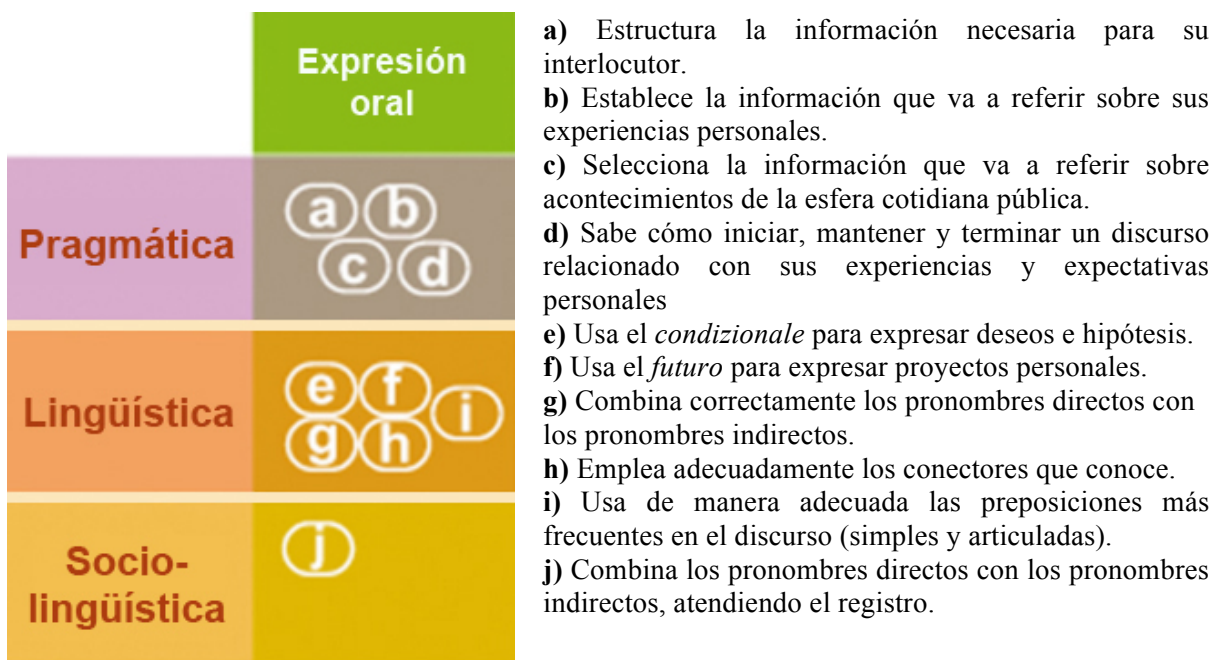 Expresión
oral
Pragmática
a b
c d
Lingüística
e f i
g h
Socio-
lingüística
j
a) Estructura la información necesaria para su
interlocutor.
b) Establece la información que va a referir sobre sus
experiencias personales.
c) Selecciona la información que va a referir sobre
acontecimientos de la esfera cotidiana pública.
d) Sabe cómo iniciar, mantener y terminar un discurso
relacionado con sus experiencias y expectativas
personales
e) Usa el condizionale para expresar deseos e hipótesis.
f) Usa el futuro para expresar proyectos personales.
g) Combina correctamente los pronombres directos con
los pronombres indirectos.
h) Emplea adecuadamente los conectores que conoce.
i) Usa de manera adecuada las preposiciones más
frecuentes en el discurso (simples y articuladas).
j) Combina los pronombres directos con los pronombres
indirectos, atendiendo el registro.